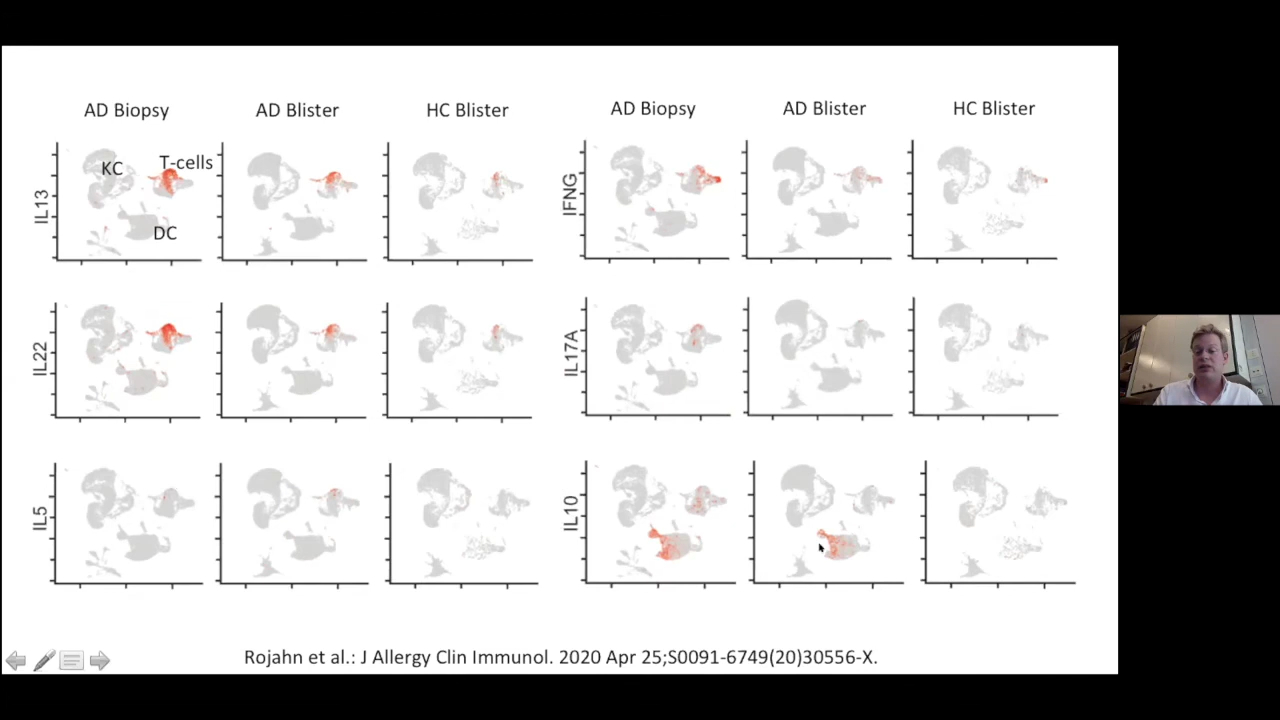 AD Biopsy AD Blister HC Blister AD Biopsy AD Blister HC Blister
KC T-cells
DC
IL13
IFNG
IL22
IL17A
IL5
IL10
Rojahn et al.: J Allergy Clin Immunol. 2020 Apr 25;S0091-6749(20)30556-X.